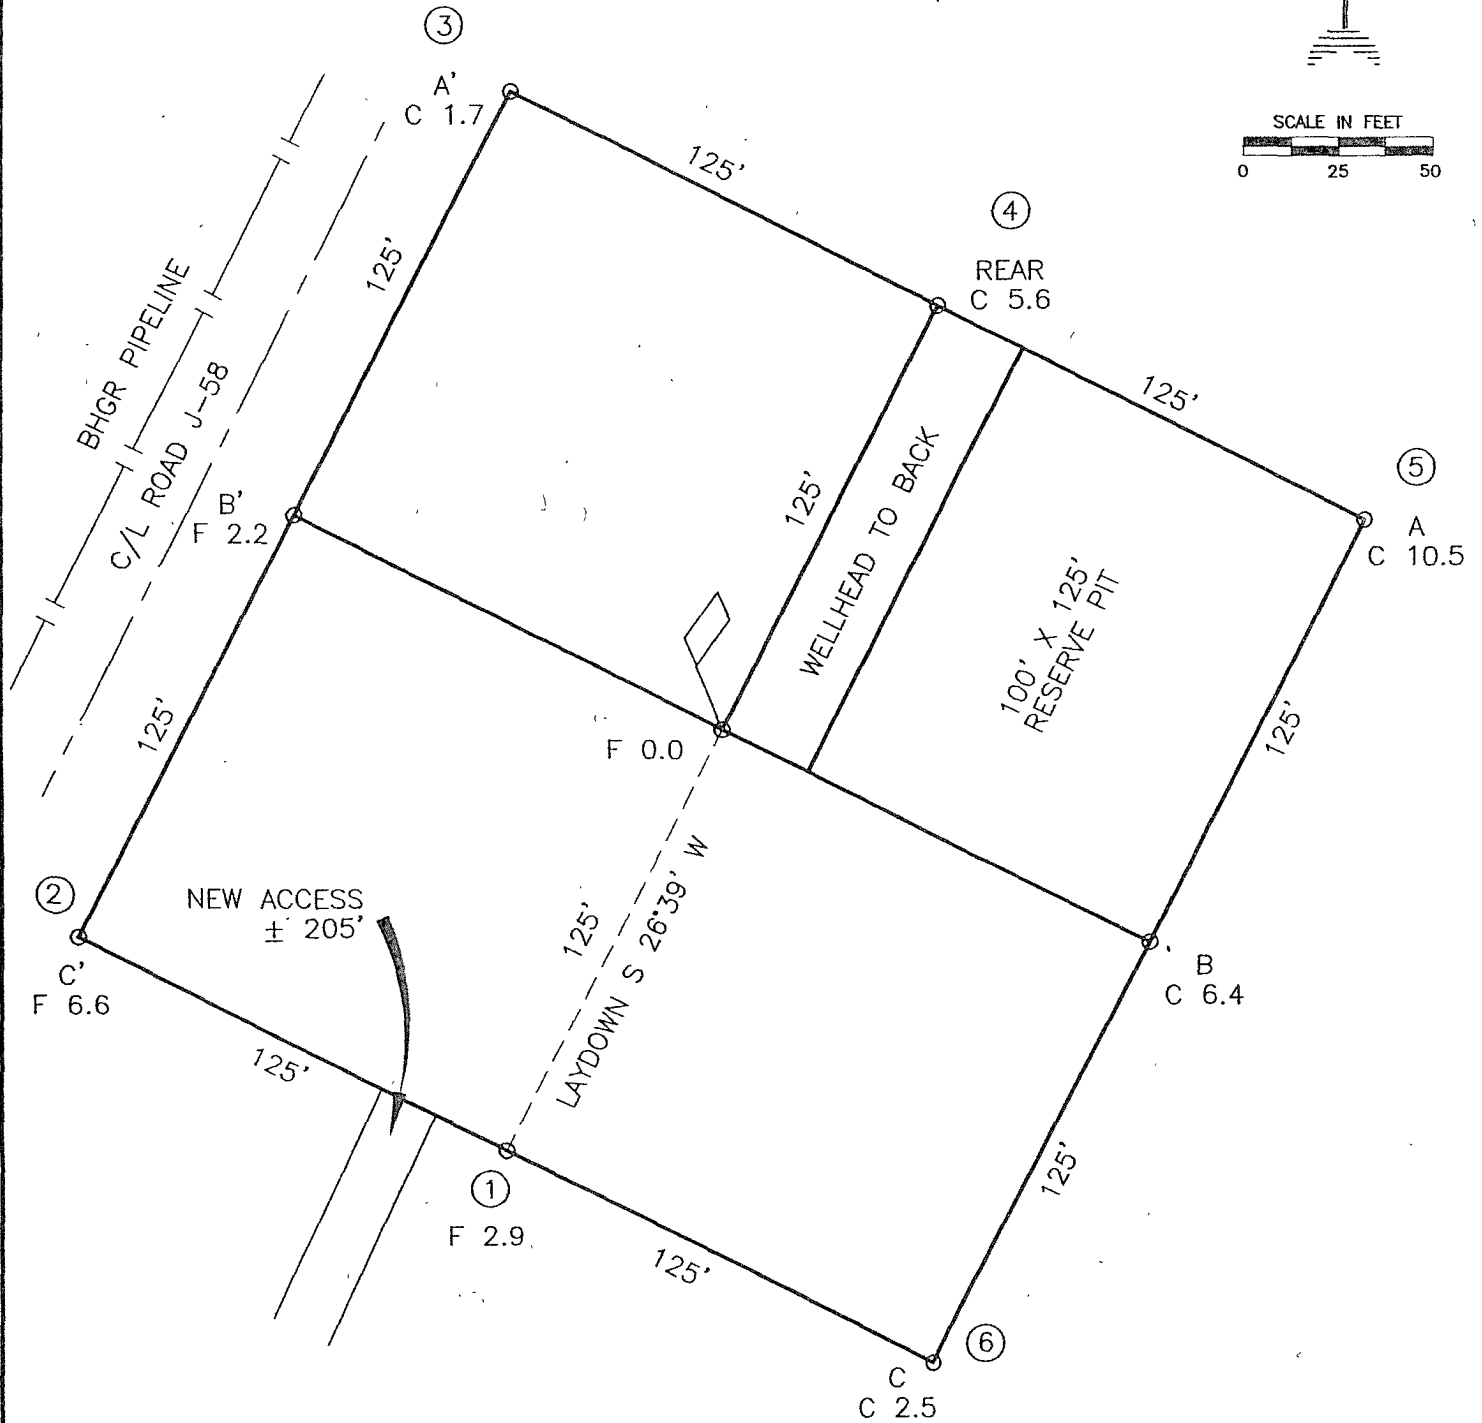 3
A'
C 1.7
SCALE IN FEET
0 25 50
125'
4
REAR
C 5.6
125'
BHGR PIPELINE
C/L ROAD J-58
125'
5
A
C 10.5
B'
F 2.2
125'
WELLHEAD TO BACK
100' X 125'
RESERVE PIT
125'
F 0.0
125'
2
C'
F 6.6
NEW ACCESS
± 205'
125'
LAYDOWN S 26°39' W
B
C 6.4
125'
125'
1
F 2.9
125'
6
C
C 2.5